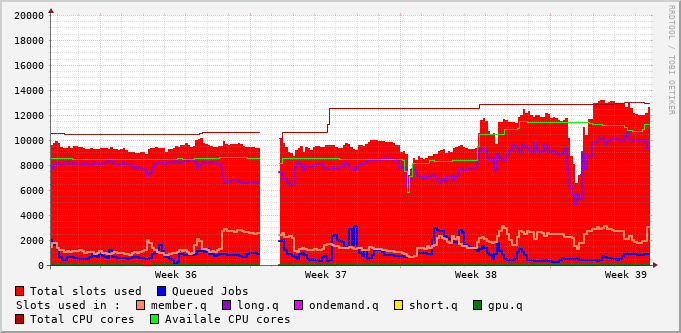 20000
18000
16000
14000
12000
10000
8000
6000
4000
2000
0
Week 36 Week 37 Week 38 Week 39
RRDTOOL / TOBI OETIKER
Total slots used Queued Jobs
Slots used in : member.q long.q ondemand.q short.q gpu.q
Total CPU cores Availale CPU cores